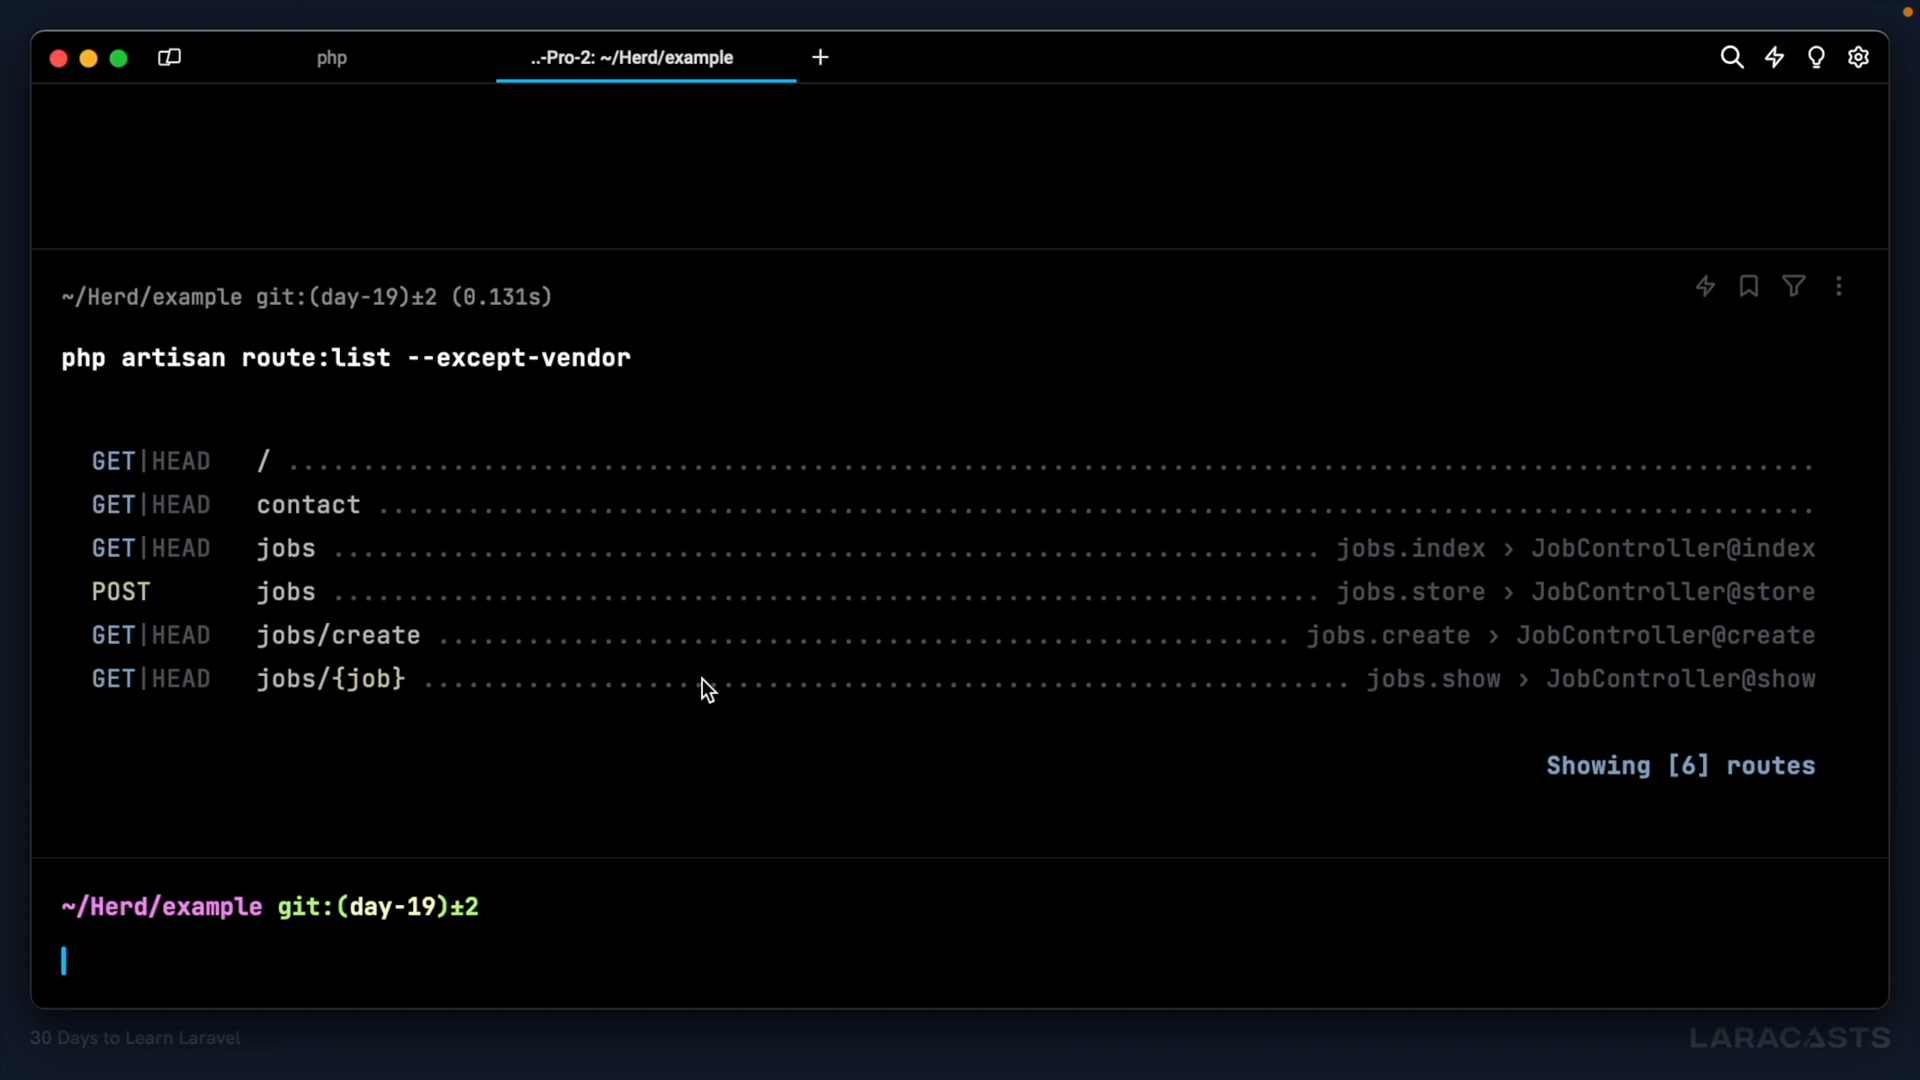 php
..-Pro-2: ~/Herd/example
~/Herd/example git:(day-19)±2 (0.131s)
php artisan route:list --except-vendor
GET|HEAD / ......................................................................................................
GET|HEAD contact ................................................................................................
GET|HEAD jobs .................................................................. jobs.index › JobController@index
POST jobs .................................................................. jobs.store › JobController@store
GET|HEAD jobs/create ......................................................... jobs.create › JobController@create
GET|HEAD jobs/{job} .............................................................. jobs.show › JobController@show
Showing [6] routes
~/Herd/example git:(day-19)±2
30 Days to Learn Laravel
LARACASTS